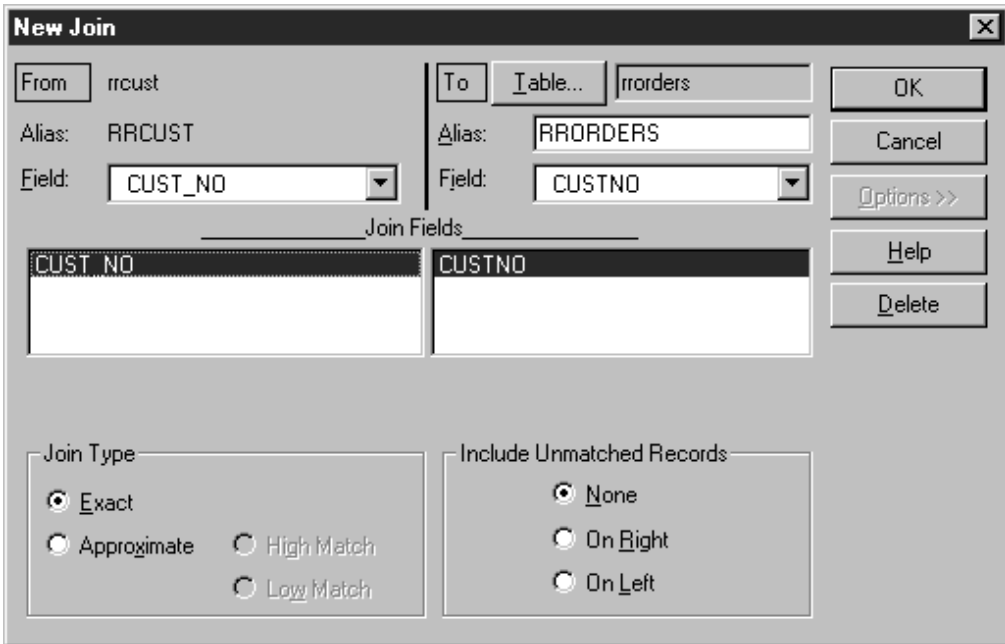 New Join
From rrcust To Table... rrorders OK
Alias: RRCUST Alias: RRORDERS Cancel
Field: CUST_NO Field: CUSTNO Options >>
Join Fields
CUST_NO CUSTNO Help
Delete
Join Type Include Unmatched Records
Exact None
Approximate High Match On Right
Low Match On Left